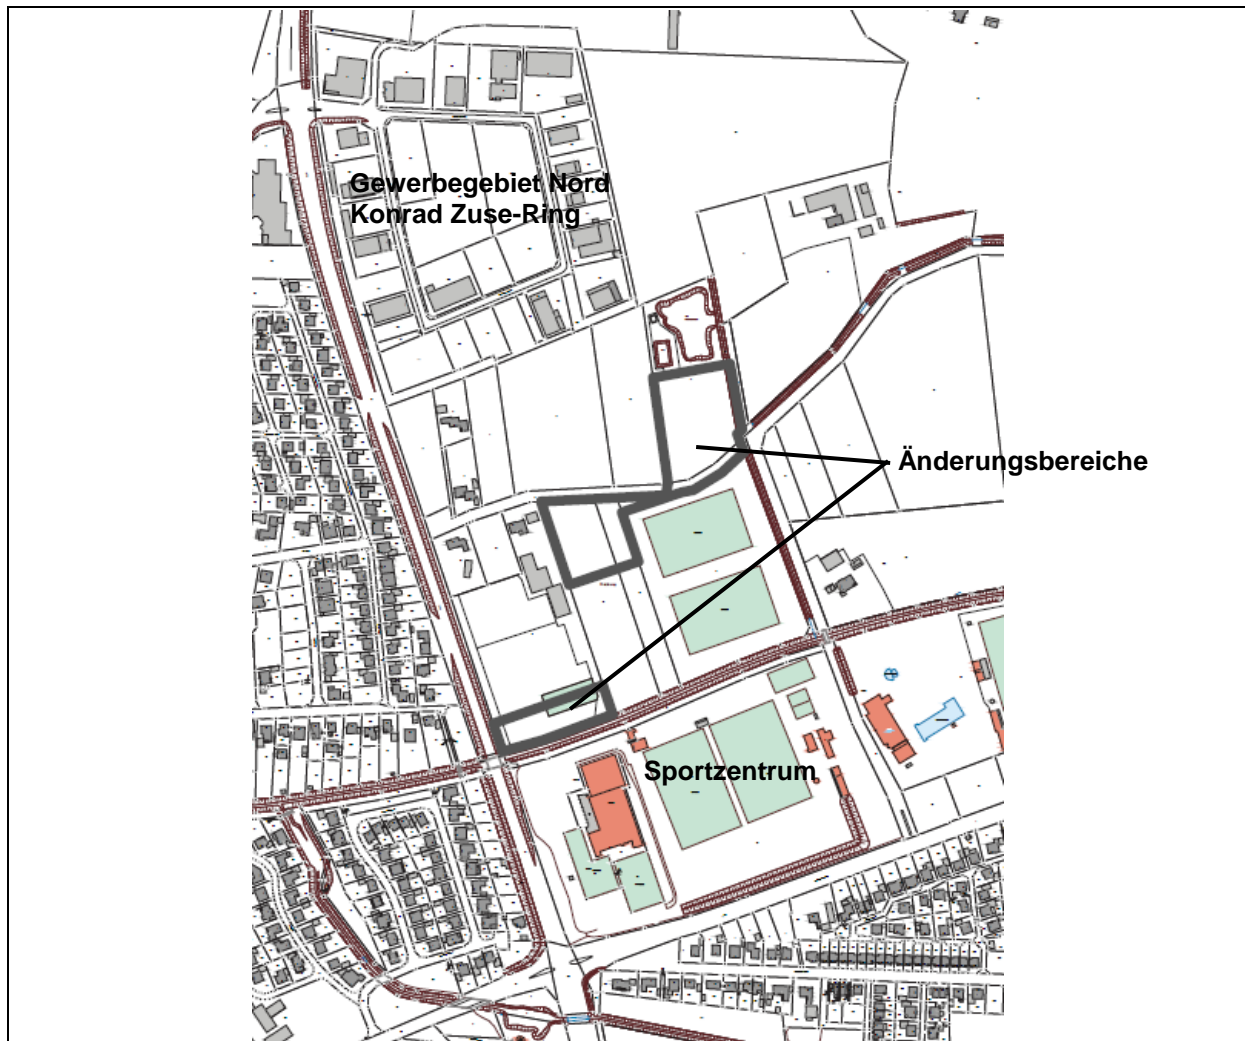 Gewerbegebiet Nord
Konrad Zuse-Ring
Änderungsbereiche
Sportzentrum